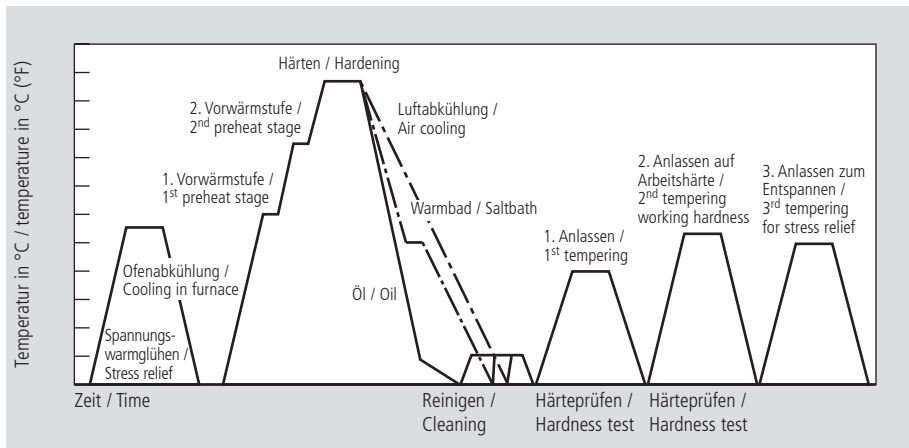 Temperatur in °C / temperature in °C (°F)
Härten / Hardening
2. Vorwärmstufe /
2nd preheat stage
Luftabkühlung /
Air cooling
1. Vorwärmstufe /
1st preheat stage
Warmbad / Saltbath
2. Anlassen auf
Arbeitshärte /
2nd tempering
working hardness
3. Anlassen zum
Entspannen /
3rd tempering
for stress relief
1. Anlassen /
1st tempering
Ofenabkühlung /
Cooling in furnace
Öl / Oil
Spannungs-
warmglühen /
Stress relief
Zeit / Time
Reinigen /
Cleaning
Härteprüfen /
Hardness test
Härteprüfen /
Hardness test